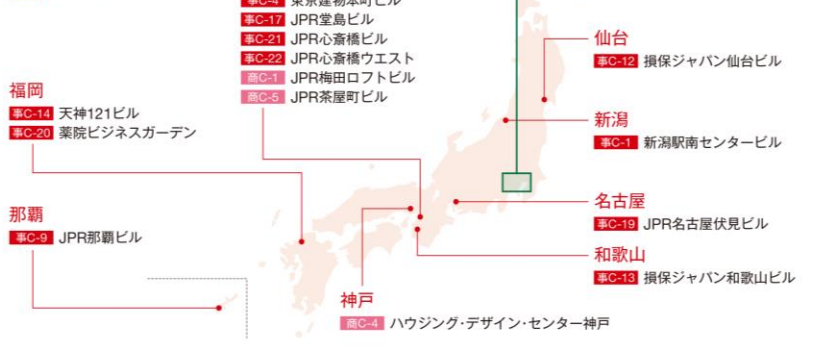 事C-4 東京建物本町ビル
事C-17 JPR堂島ビル
事C-21 JPR心斎橋ビル
事C-22 JPR心斎橋ウエスト
商C-1 JPR梅田ロフトビル
商C-5 JPR茶屋町ビル
福岡
事C-14 天神121ビル
事C-20 薬院ビジネスガーデン
那覇
事C-9 JPR那覇ビル
神戸
商C-4 ハウジング・デザイン・センター神戸
仙台
事C-12 損保ジャパン仙台ビル
新潟
事C-1 新潟駅南センタービル
名古屋
事C-19 JPR名古屋伏見ビル
和歌山
事C-13 損保ジャパン和歌山ビル